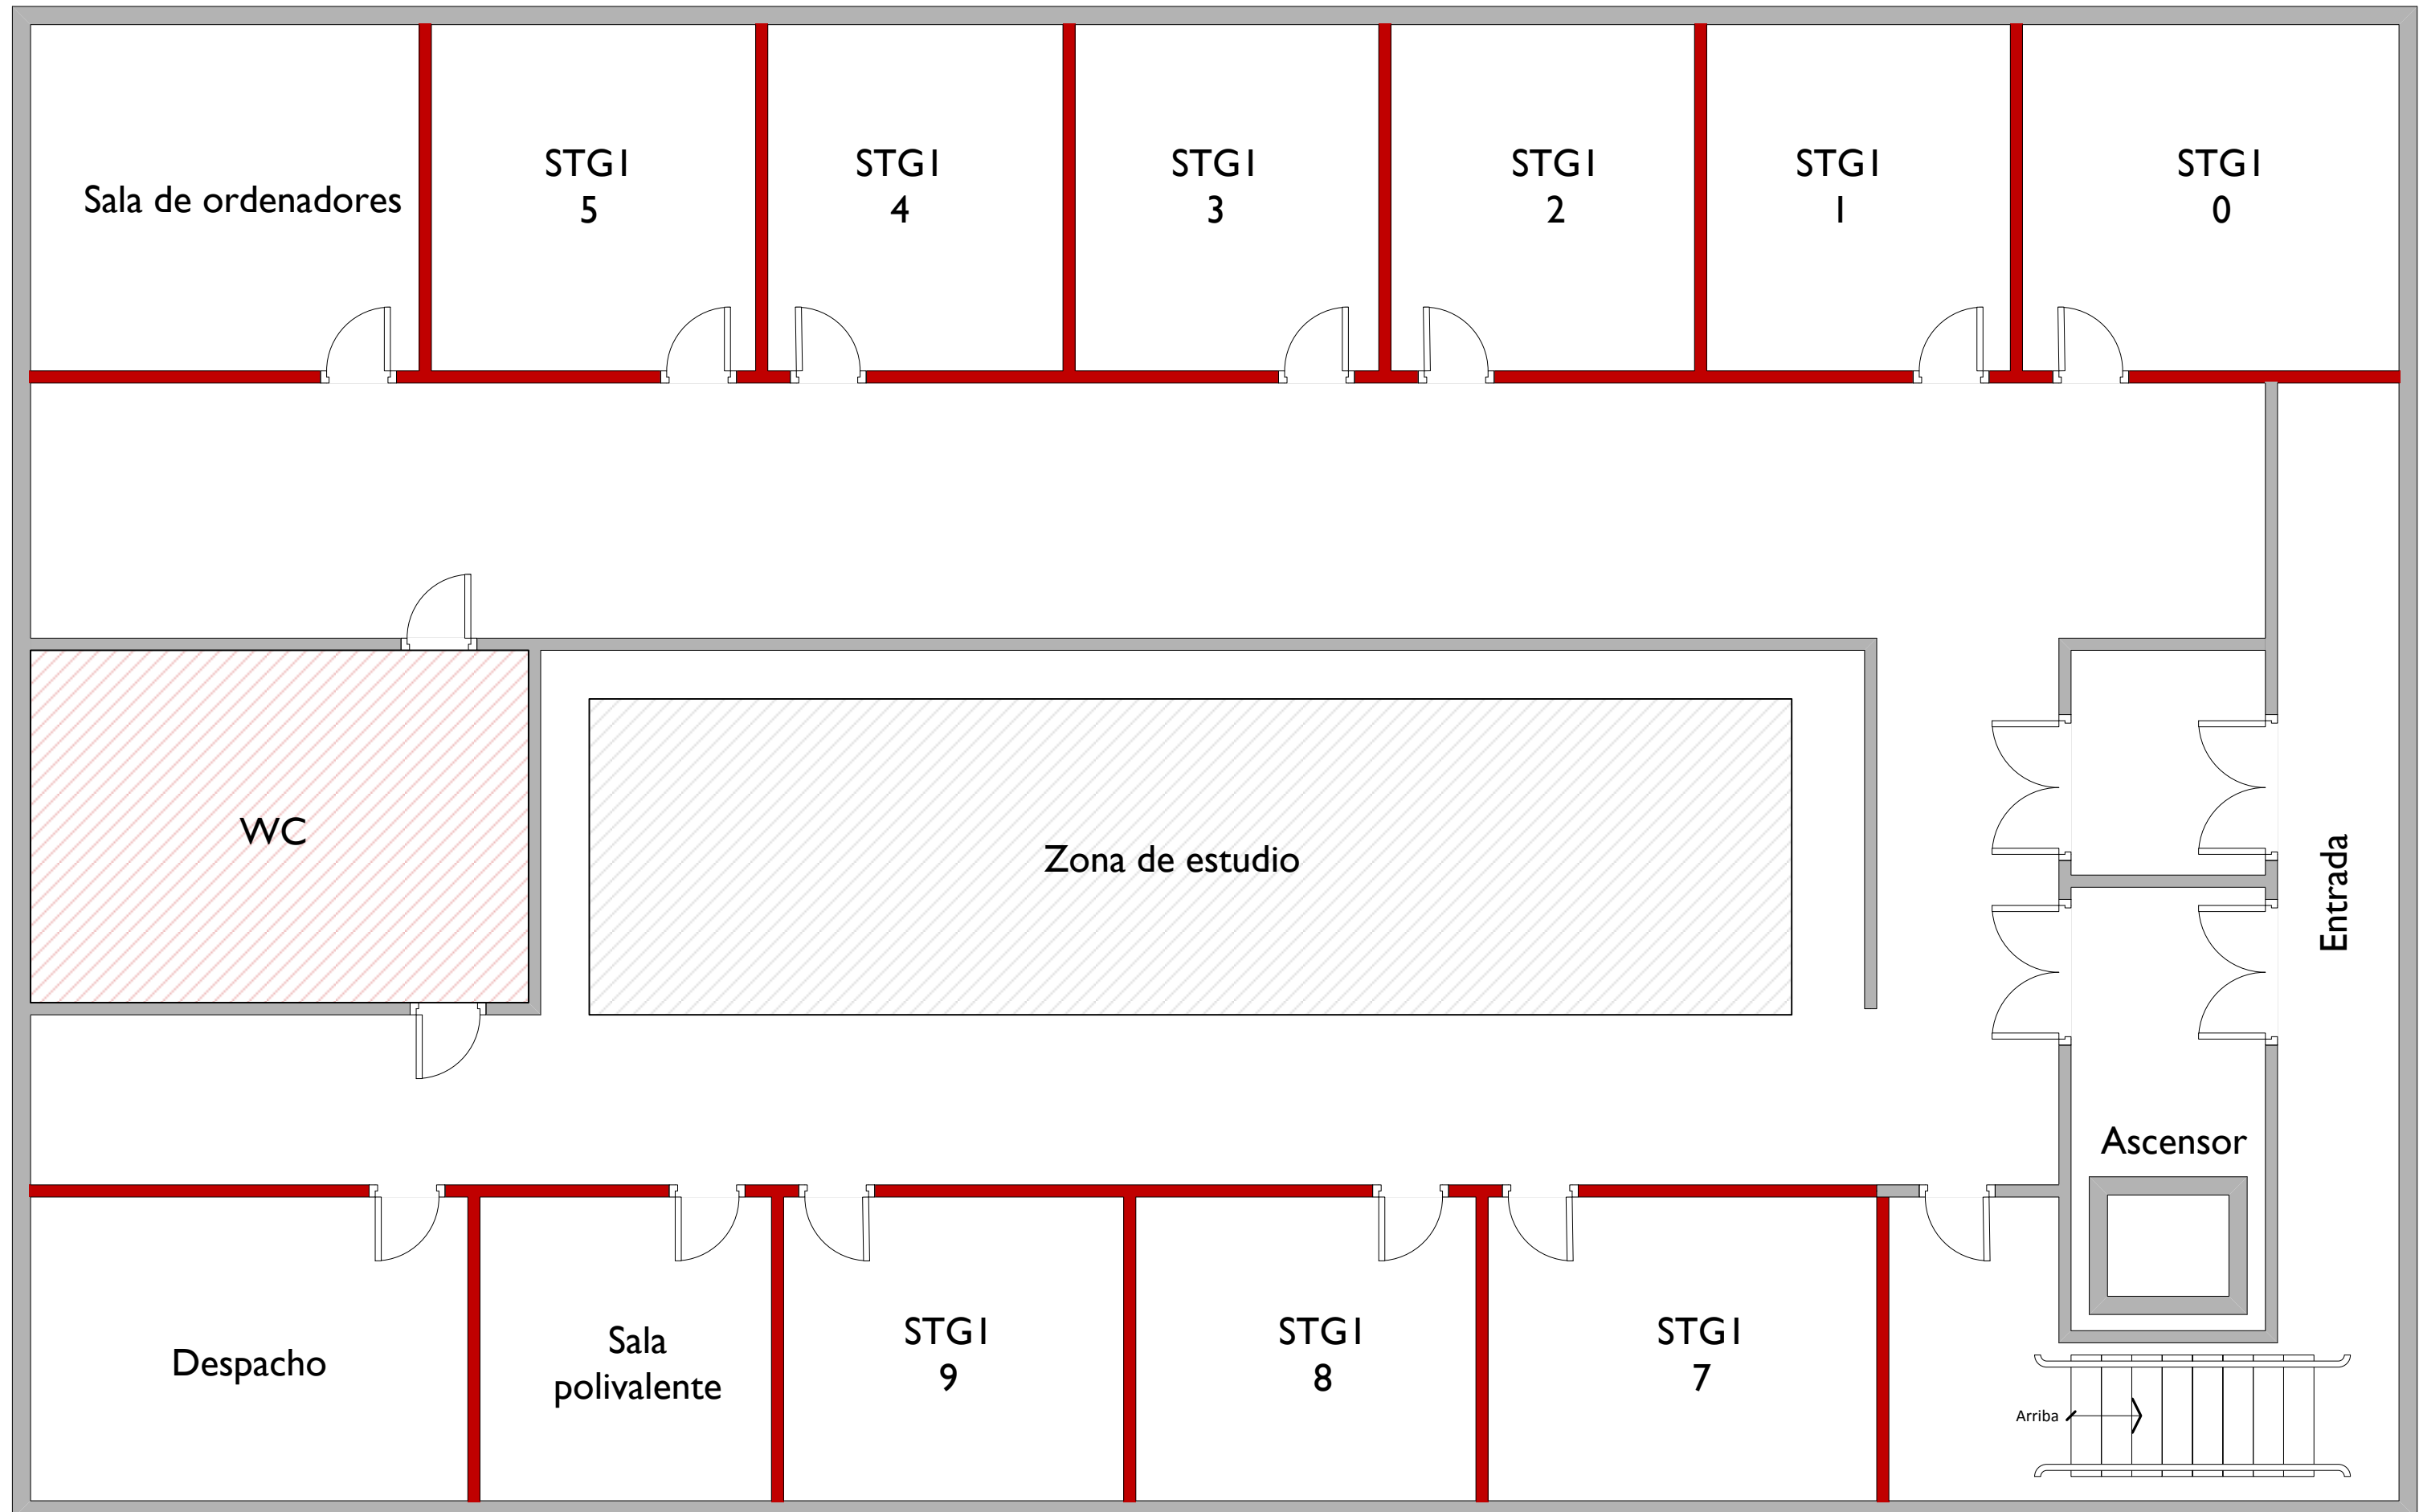 Sala de ordenadores
STG1
5
STG1
4
STG1
3
STG1
2
STG1
1
STG1
0
WC
Zona de estudio
Entrada
Ascensor
Despacho
Sala
polivalente
STG1
9
STG1
8
STG1
7
Arriba